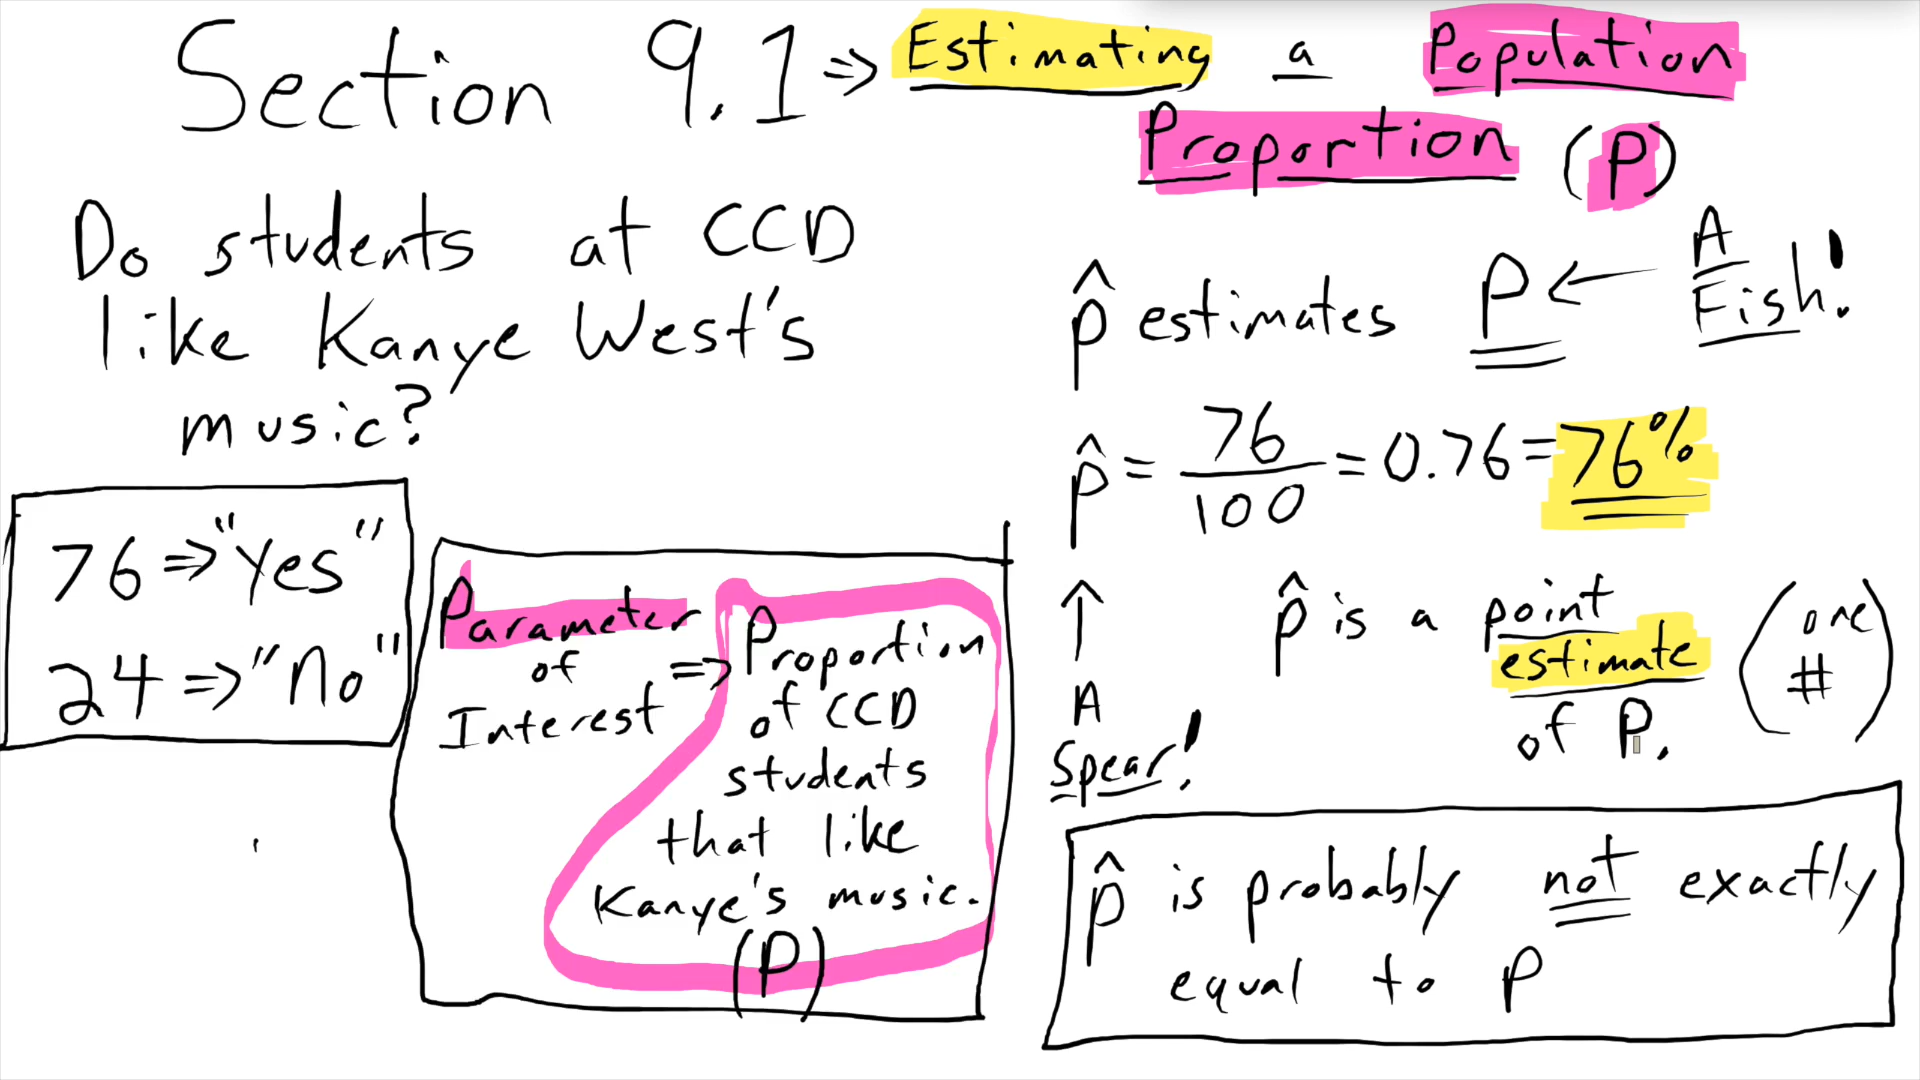 Section 9.1 ⇒ Estimating a Population
Proportion (P)
Do students at CCD
like Kanye West's
music?
76 ⇒ "Yes"
24 ⇒ "No"
Parameter
of
Interest ⇒
Proportion
of CCD
students
that like
Kanye's music.
(P)
p̂ estimates P ← A
Fish!
p̂ = 76/100 = 0.76 = 76%
↑
A
Spear!
p̂ is a point
estimate
of P.
(one
#)
p̂ is probably not exactly
equal to P